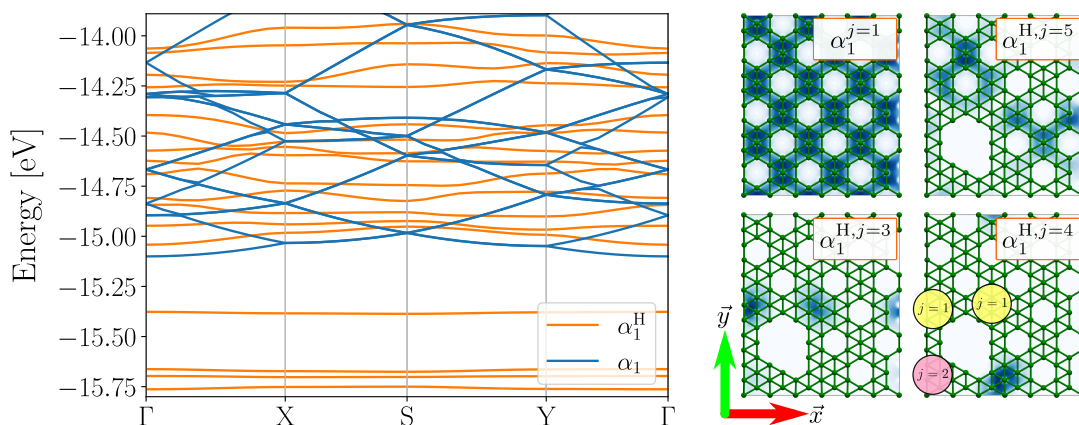 Energy [eV]
−14.00
−14.25
−14.50
−14.75
−15.00
−15.25
−15.50
−15.75
Γ X S Y Γ
α₁ᴴ
α₁
α₁ʲ⁼¹
α₁ᴴ,ʲ⁼⁵
α₁ᴴ,ʲ⁼³
α₁ᴴ,ʲ⁼⁴
j = 1
j = 1
j = 2
y⃗
x⃗